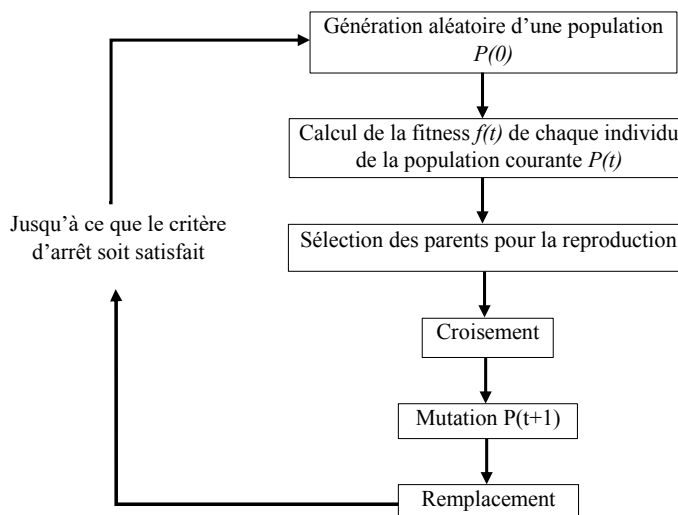 Génération aléatoire d'une population
P(0)
Calcul de la fitness f(t) de chaque individu
de la population courante P(t)
Jusqu'à ce que le critère
d'arrêt soit satisfait
Sélection des parents pour la reproduction
Croisement
Mutation P(t+1)
Remplacement